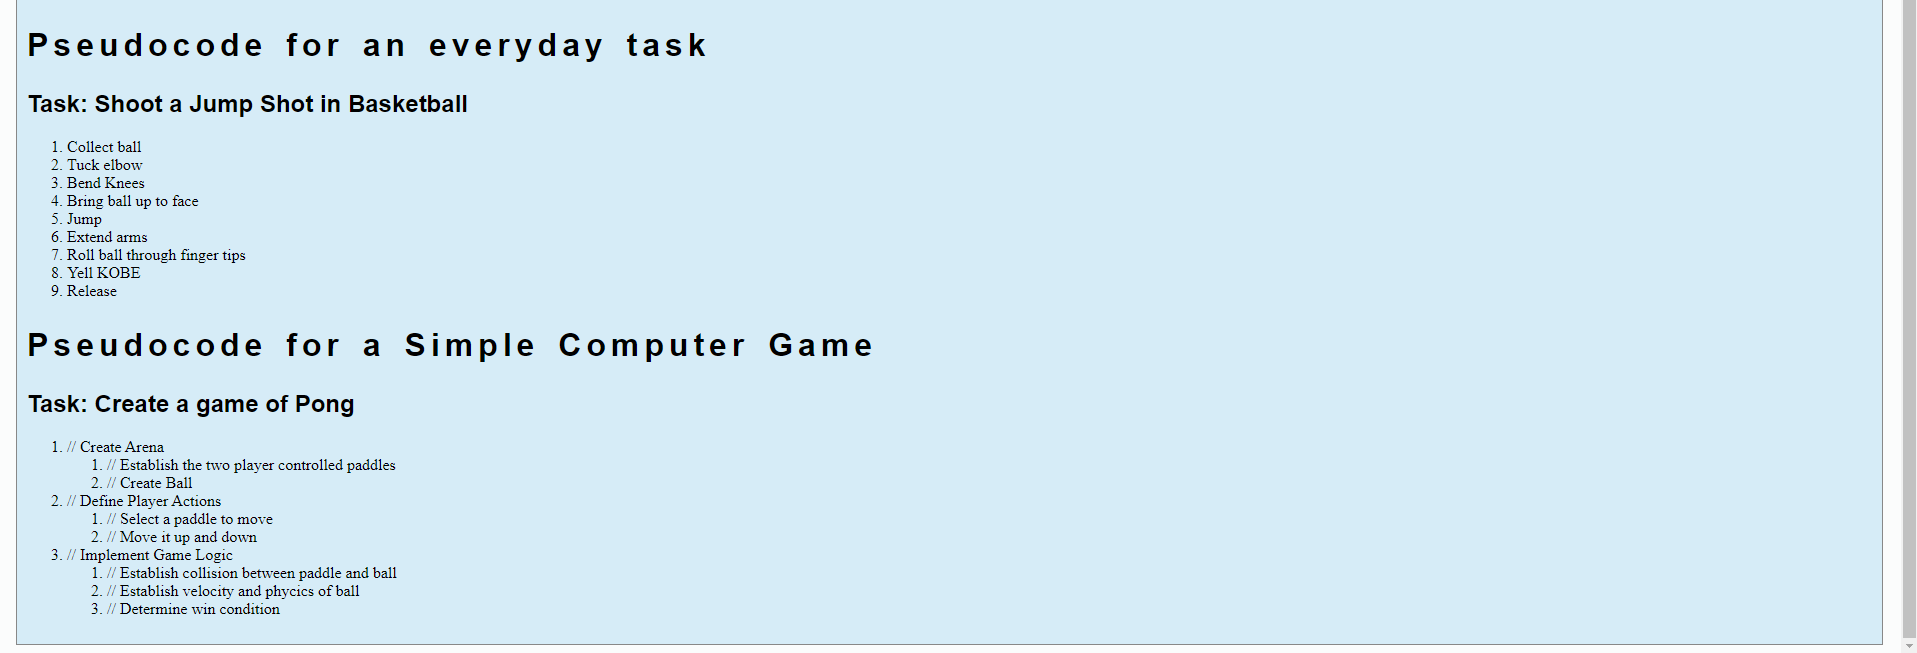 Pseudocode for an everyday task
Task: Shoot a Jump Shot in Basketball
1. Collect ball
2. Tuck elbow
3. Bend Knees
4. Bring ball up to face
5. Jump
6. Extend arms
7. Roll ball through finger tips
8. Yell KOBE
9. Release
Pseudocode for a Simple Computer Game
Task: Create a game of Pong
1. // Create Arena
1. // Establish the two player controlled paddles
2. // Create Ball
2. // Define Player Actions
1. // Select a paddle to move
2. // Move it up and down
3. // Implement Game Logic
1. // Establish collision between paddle and ball
2. // Establish velocity and phycics of ball
3. // Determine win condition